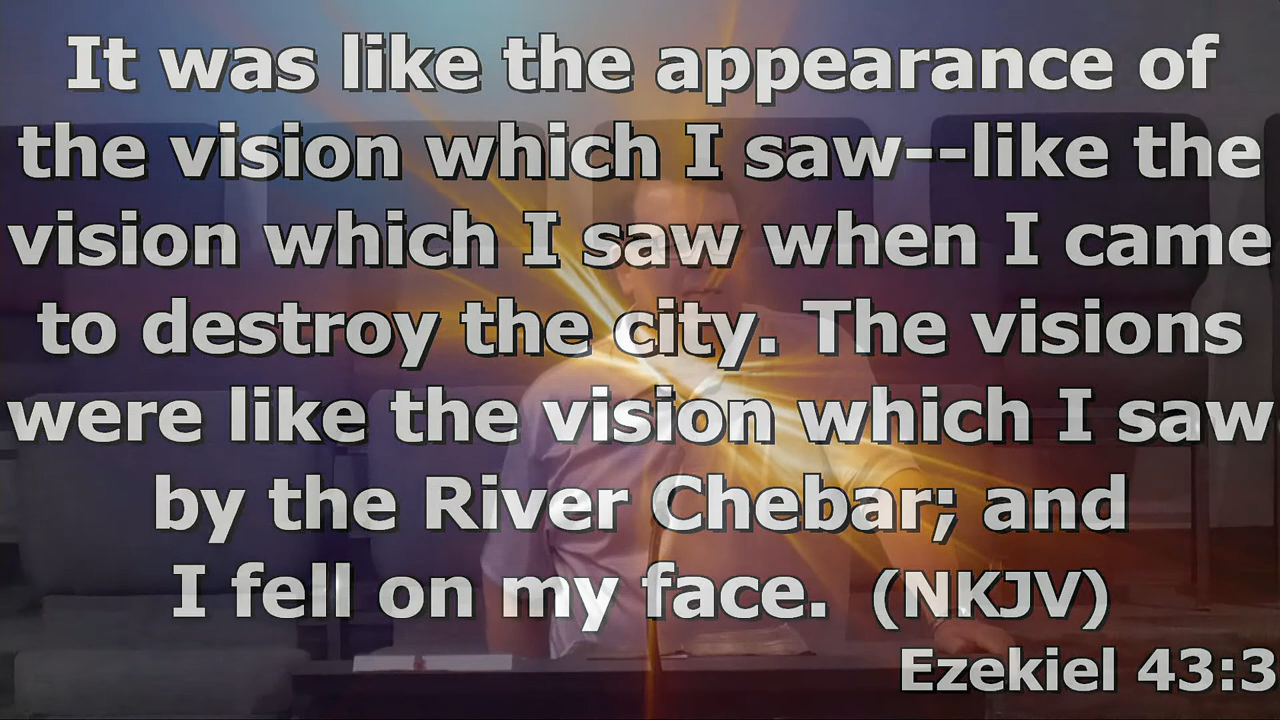 It was like the appearance of
the vision which I saw--like the
vision which I saw when I came
to destroy the city. The visions
were like the vision which I saw
by the River Chebar; and
I fell on my face. (NKJV)
Ezekiel 43:3